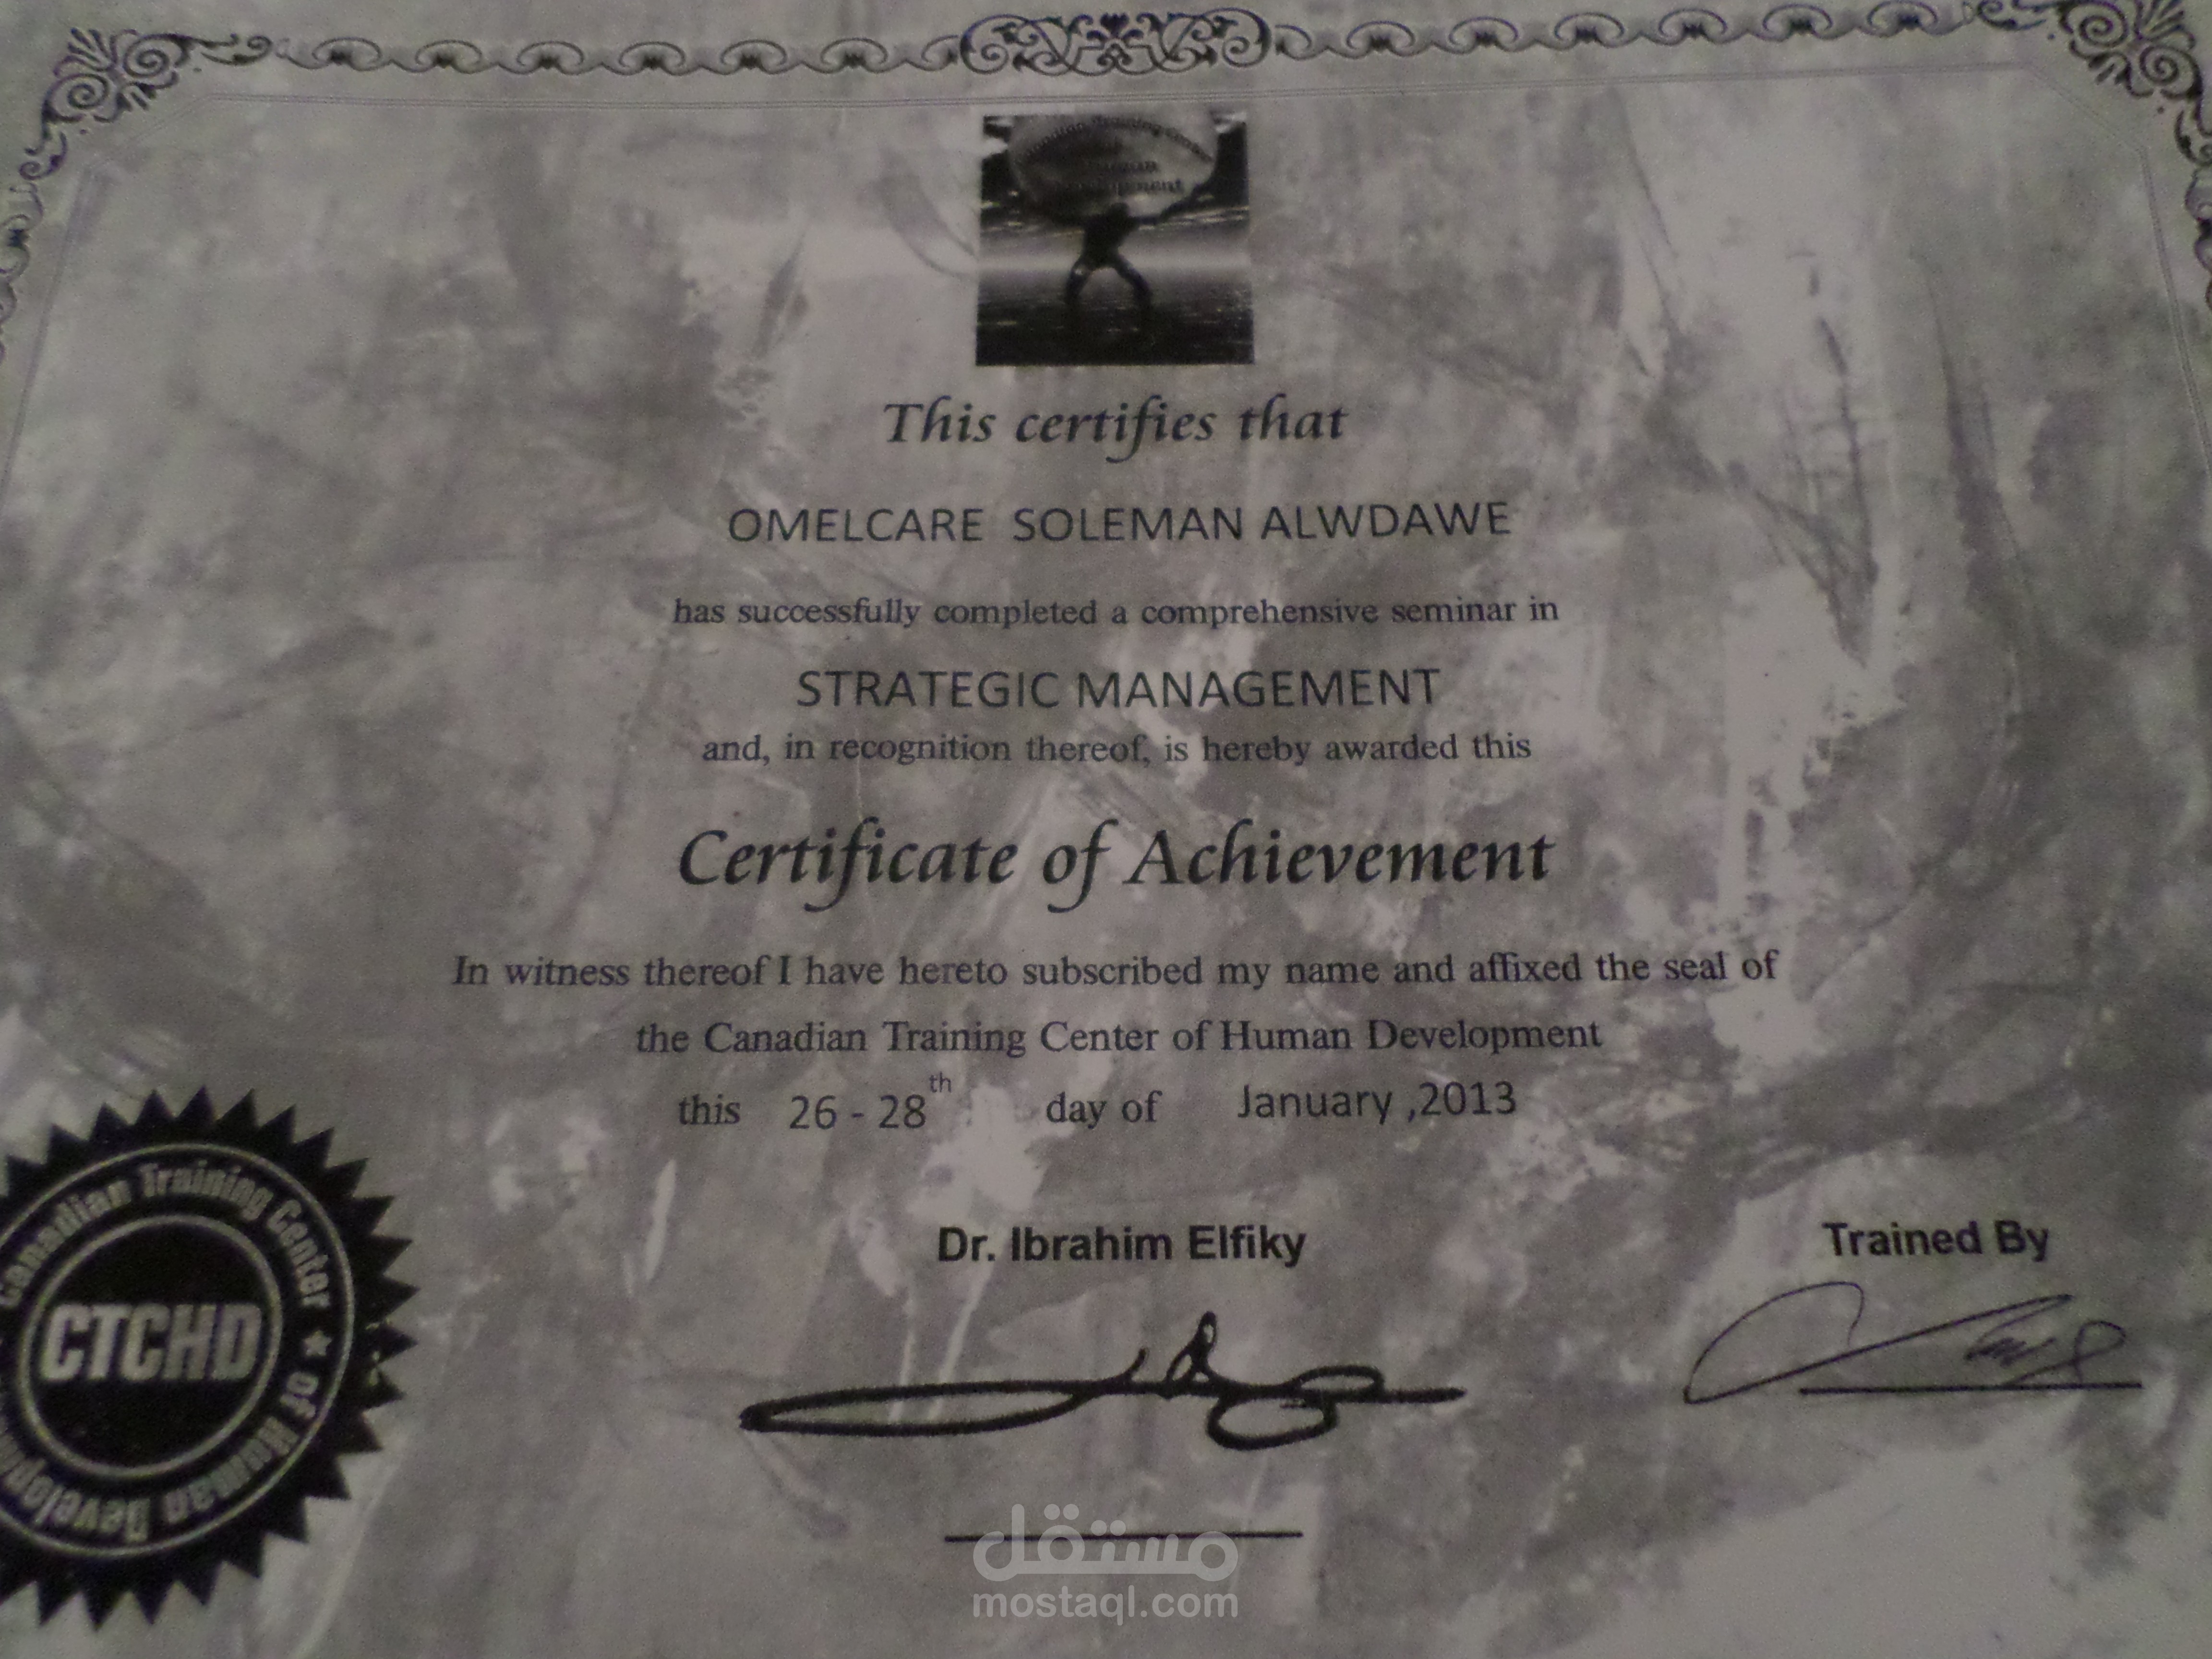 This certifies that
OMELCARE SOLEMAN ALWDAWE
has successfully completed a comprehensive seminar in
STRATEGIC MANAGEMENT
and, in recognition thereof, is hereby awarded this
Certificate of Achievement
In witness thereof I have hereto subscribed my name and affixed the seal of
the Canadian Training Center of Human Development
this 26 - 28th day of January ,2013
Dr. Ibrahim Elfiky
Trained By
Canadian Training Center ★ of Human
CTCHD
مستقل
mostaql.com